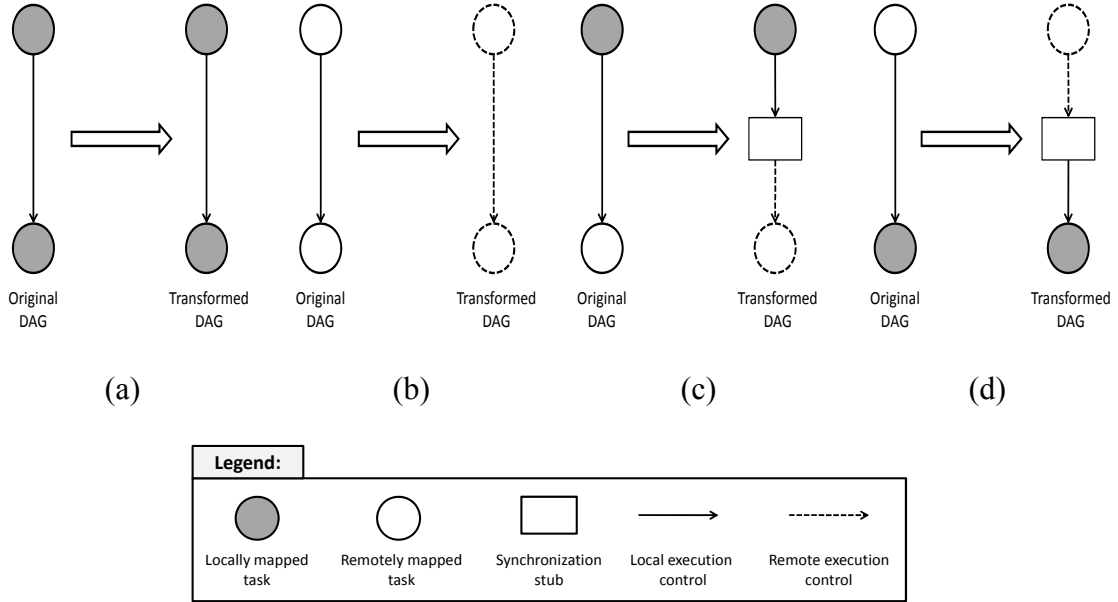 Original
DAG
Transformed
DAG
Original
DAG
Transformed
DAG
Original
DAG
Transformed
DAG
Original
DAG
Transformed
DAG
(a)
(b)
(c)
(d)
Legend:
Locally mapped
task
Remotely mapped
task
Synchronization
stub
Local execution
control
Remote execution
control